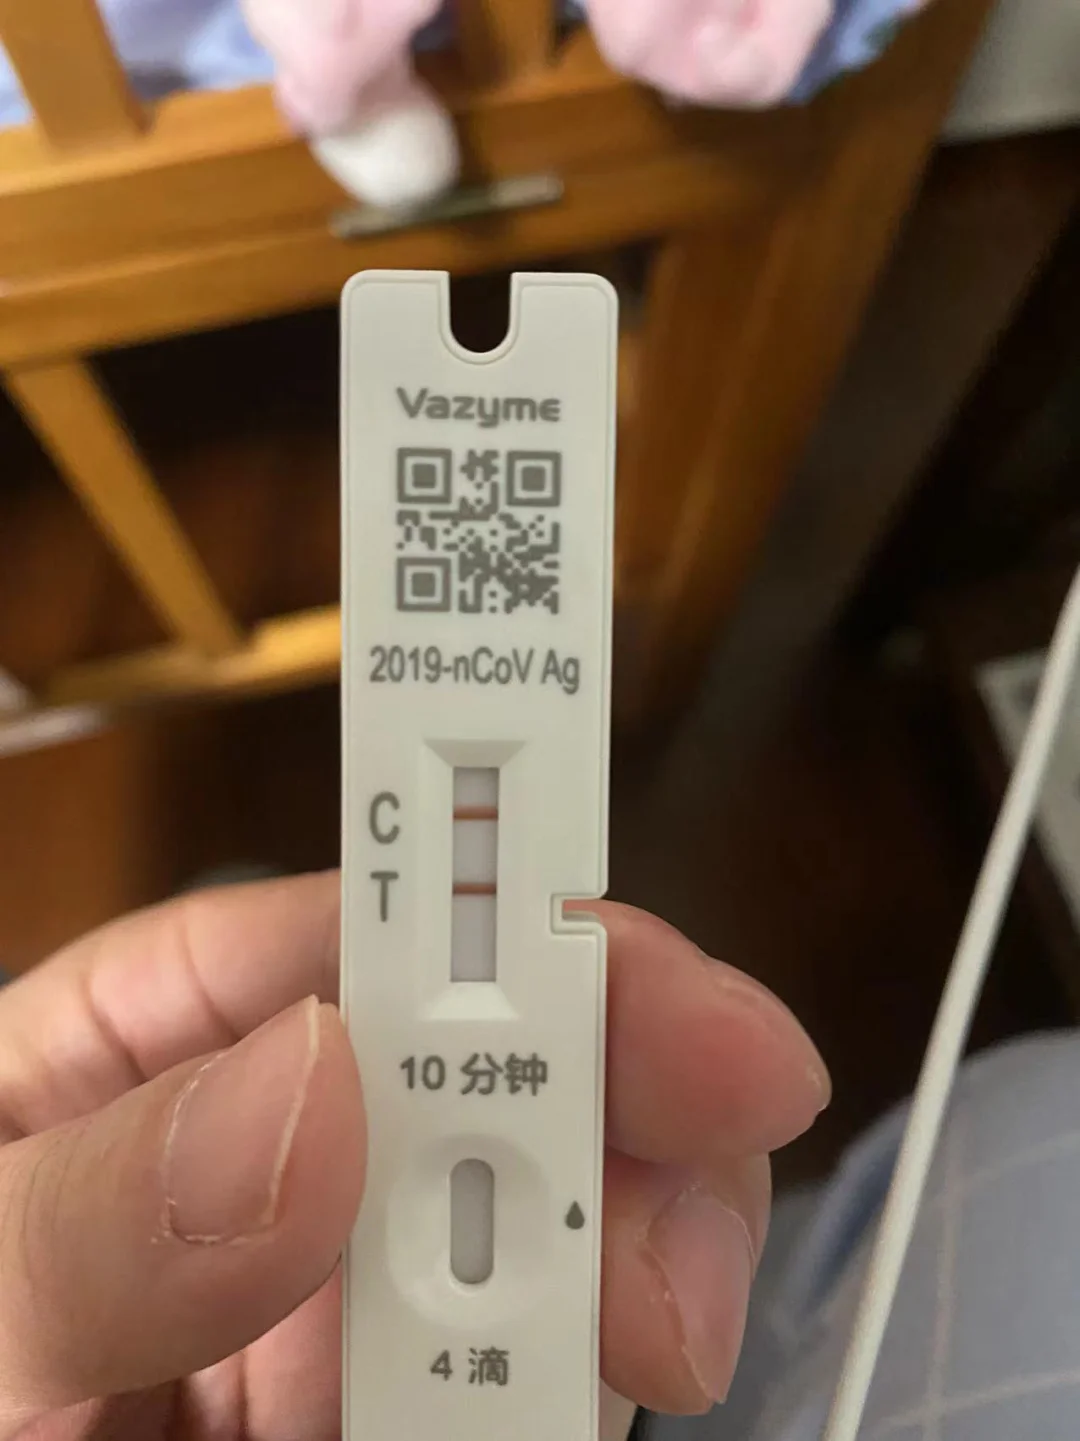 Vazyme
2019-nCoV Ag
C
T
10 分钟
4 滴